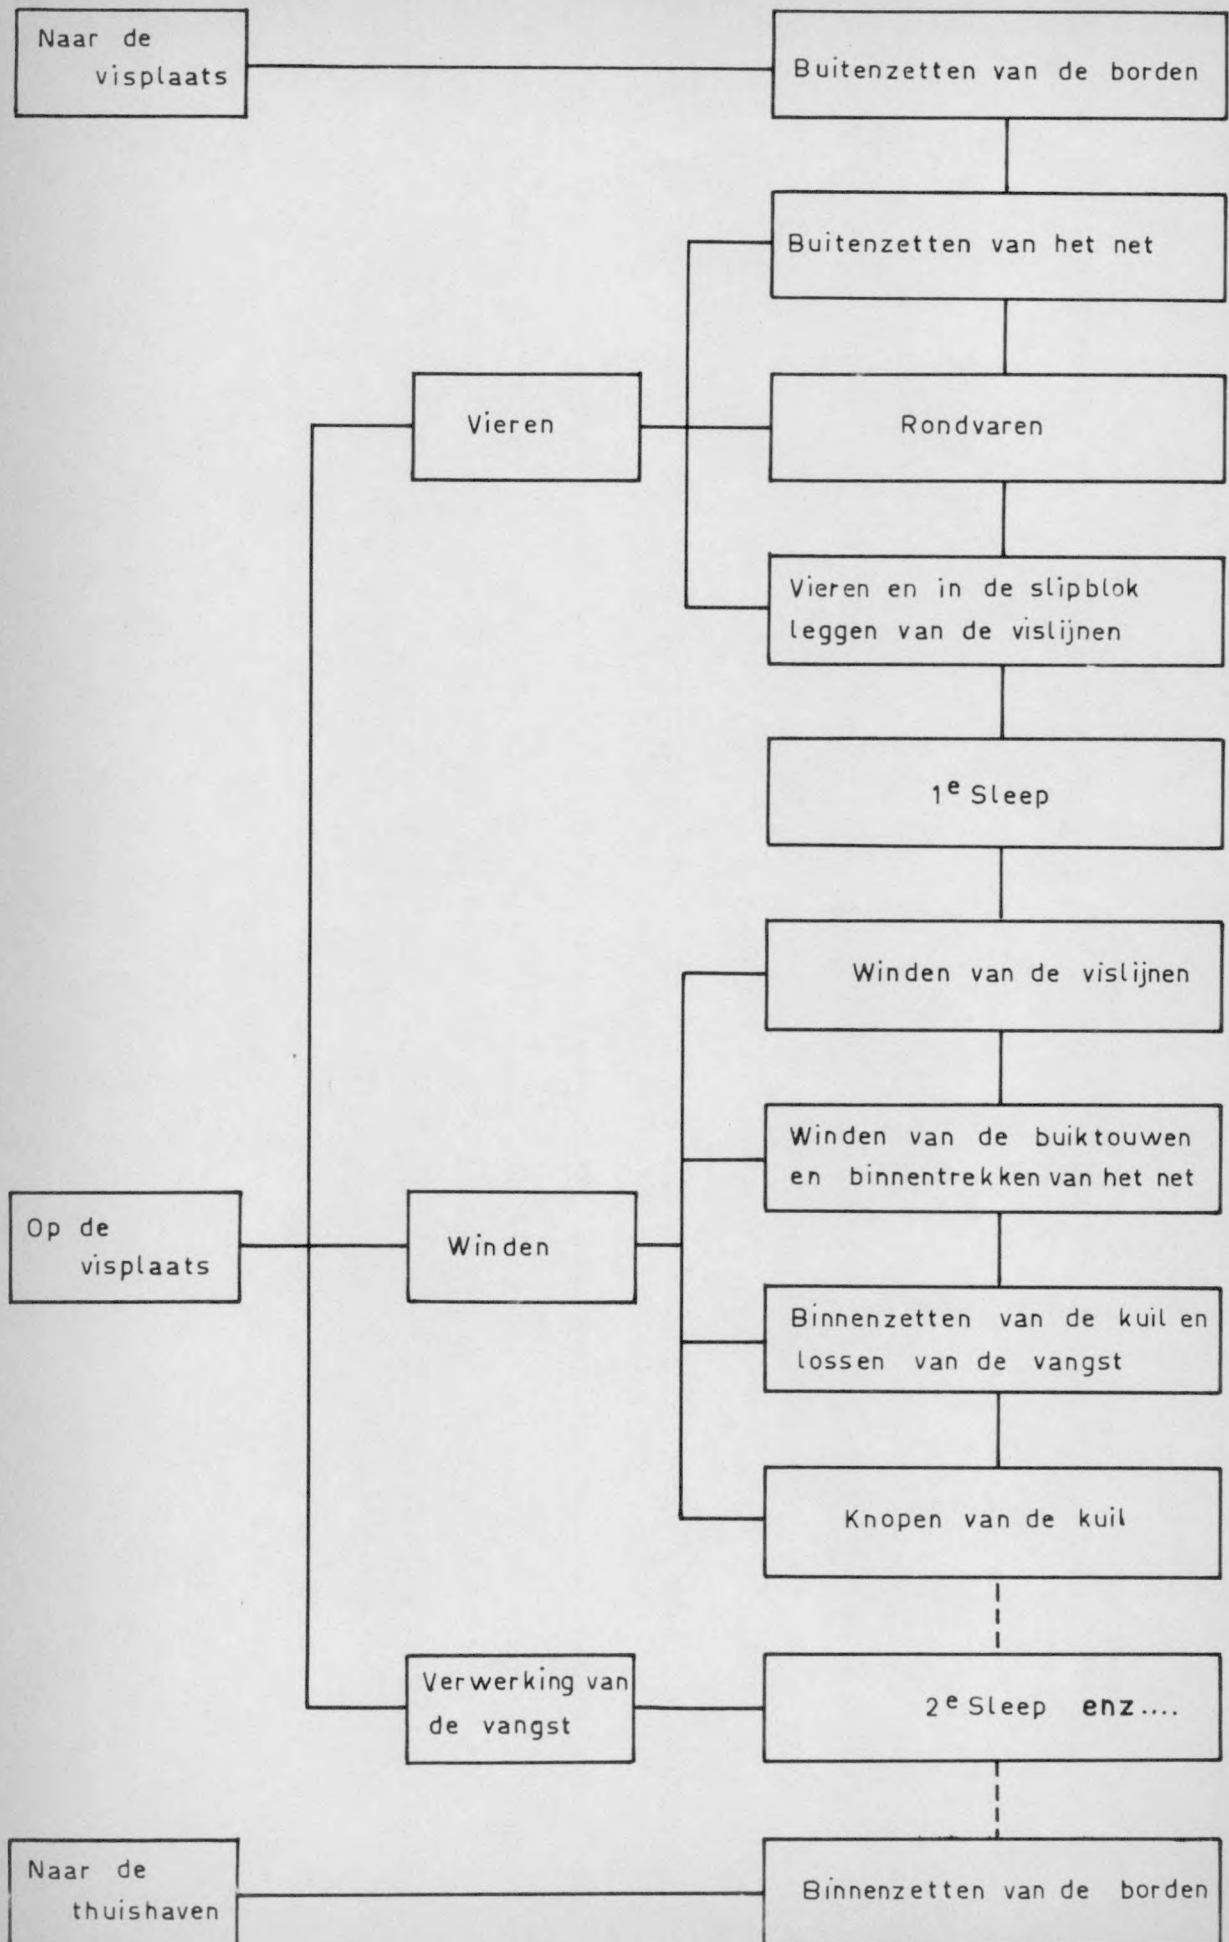 Naar de
visplaats
Buitenzetten van de borden
Buitenzetten van het net
Vieren
Rondvaren
Vieren en in de slipblok
leggen van de vislijnen
1e Sleep
Winden van de vislijnen
Winden van de buiktouwen
en binnentrekken van het net
Op de
visplaats
Winden
Binnenzetten van de kuil en
lossen van de vangst
Knopen van de kuil
Verwerking van
de vangst
2e Sleep enz....
Naar de
thuishaven
Binnenzetten van de borden